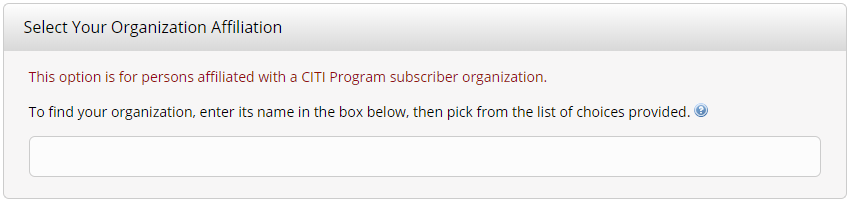 Select Your Organization Affiliation
This option is for persons affiliated with a CITI Program subscriber organization.
To find your organization, enter its name in the box below, then pick from the list of choices provided. ?